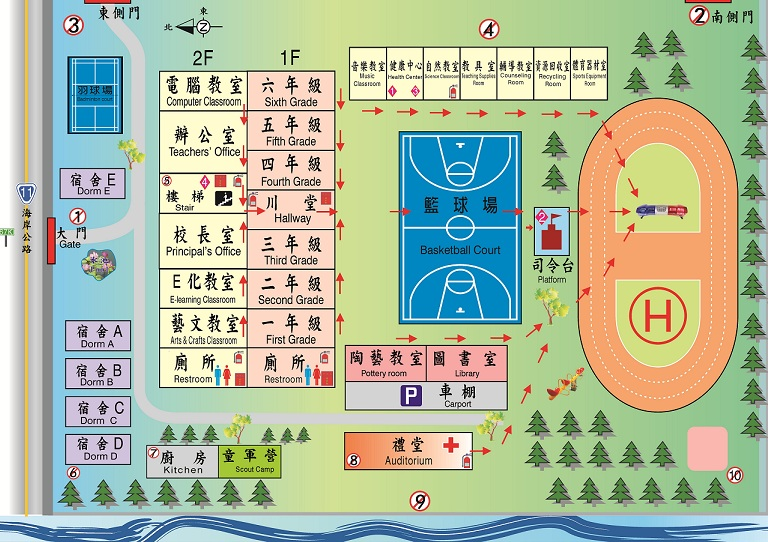 ③
東側門
東
北
Z
④
②南側門
2F
1F
電腦教室
Computer Classroom
六年級
Sixth Grade
辦公室
Teachers' Office
五年級
Fifth Grade
四年級
Fourth Grade
⑤
4
樓梯
Stair
川堂
Hallway
校長室
Principal's Office
三年級
Third Grade
E化教室
E-learning Classroom
二年級
Second Grade
藝文教室
Arts & Crafts Classroom
一年級
First Grade
廁所
Restroom
廁所
Restroom
音樂教室
Music
Classroom
健康中心
Health Center
1
3
自然教室
Science Classroom
教具室
Teaching Supplies
Room
輔導教室
Counseling
Room
資源回收室
Recycling
Room
體育器材室
Sports Equipment
Room
羽球場
Badminton court
宿舍E
Dorm E
11
海岸公路
①
大門
Gate
宿舍A
Dorm A
宿舍B
Dorm B
宿舍C
Dorm C
宿舍D
Dorm D
⑥
籃球場
Basketball Court
2
司令台
Platform
H
陶藝教室
Pottery room
圖書室
Library
P
車棚
Carport
⑦
廚房
Kitchen
童軍營
Scout Camp
禮堂
Auditorium
⑧
⑨
⑩